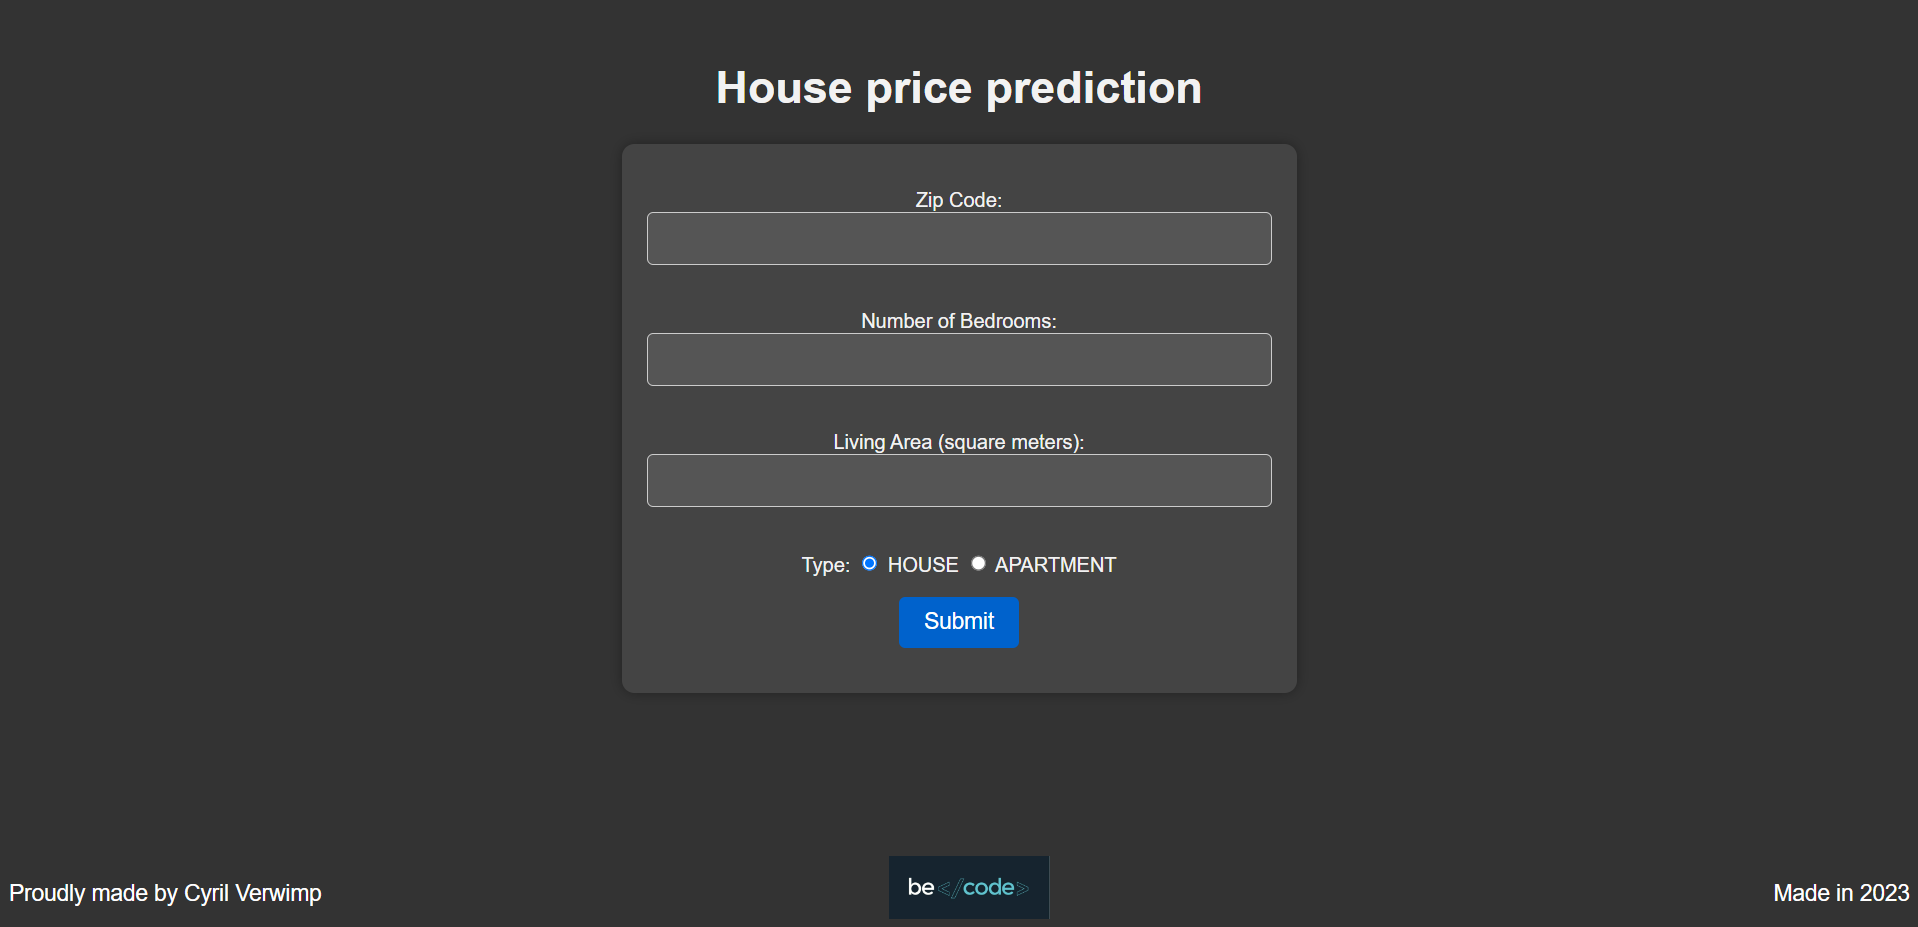 House price prediction
Zip Code:
Number of Bedrooms:
Living Area (square meters):
Type: HOUSE APARTMENT
Submit
Proudly made by Cyril Verwimp
be</code>
Made in 2023